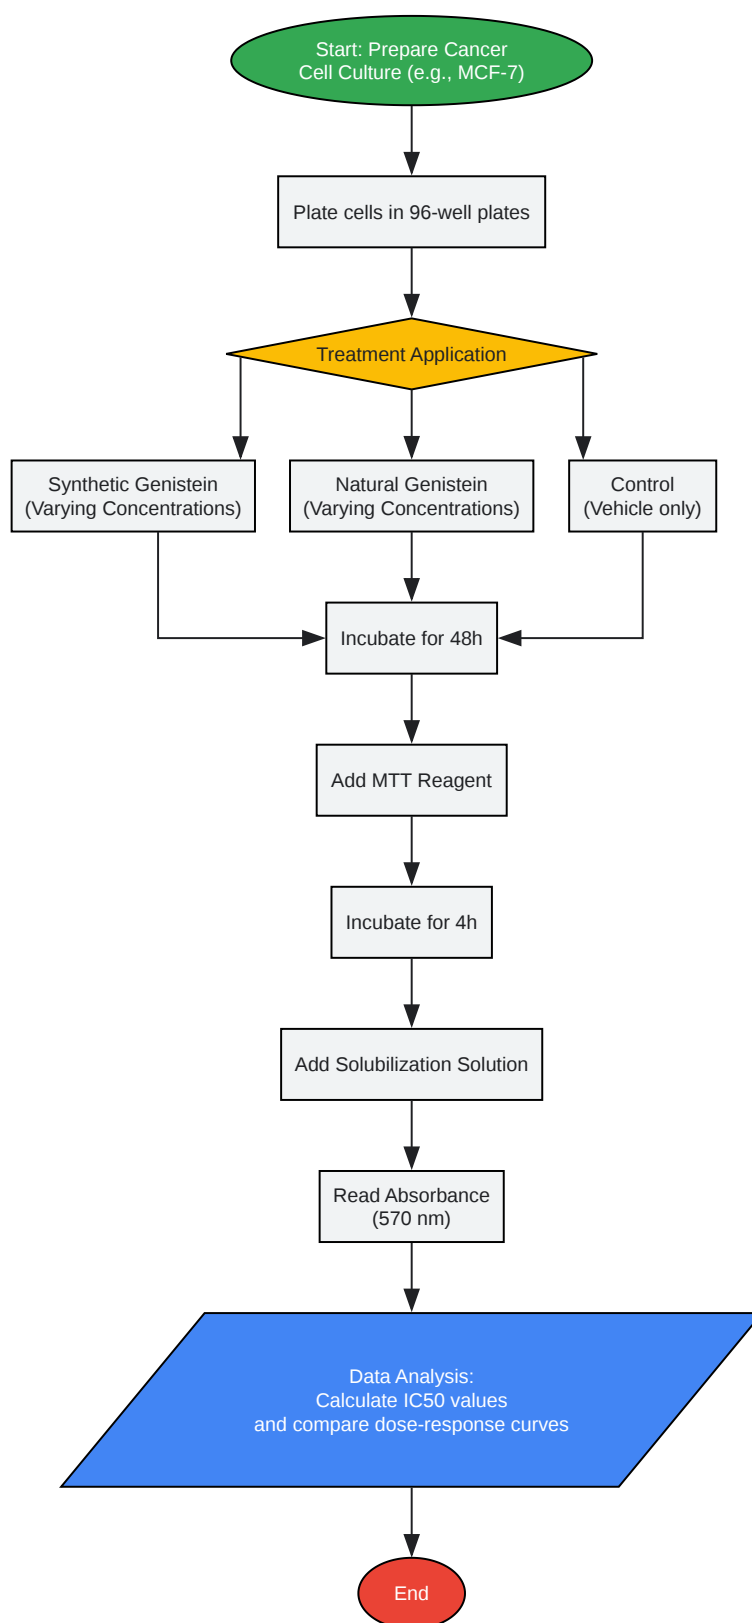 Start: Prepare Cancer
Cell Culture (e.g., MCF-7)
Plate cells in 96-well plates
Treatment Application
Synthetic Genistein
(Varying Concentrations)
Natural Genistein
(Varying Concentrations)
Control
(Vehicle only)
Incubate for 48h
Add MTT Reagent
Incubate for 4h
Add Solubilization Solution
Read Absorbance
(570 nm)
Data Analysis:
Calculate IC50 values
and compare dose-response curves
End